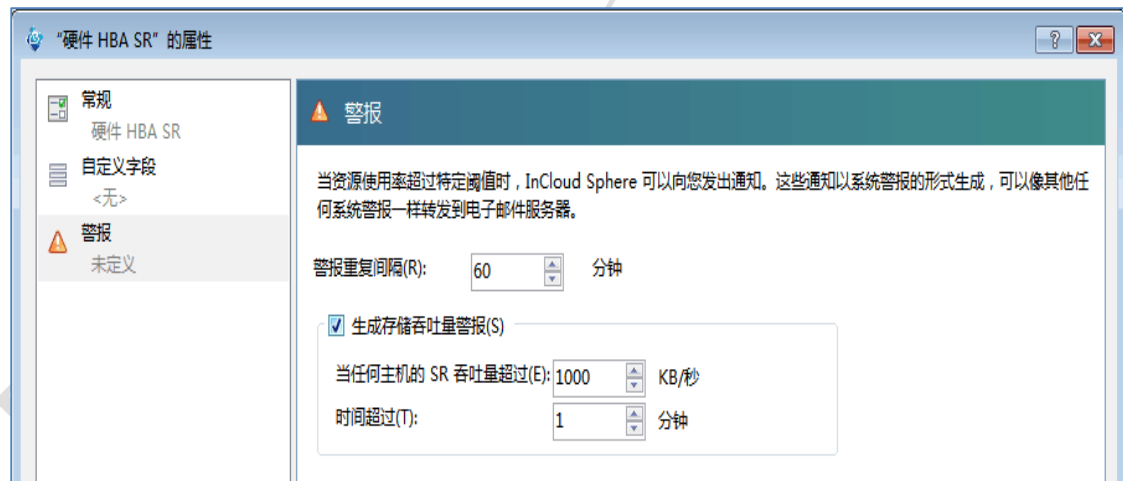 “硬件 HBA SR”的属性
常规
硬件 HBA SR
自定义字段
<无>
警报
未定义
警报
当资源使用率超过特定阈值时，InCloud Sphere 可以向您发出通知。这些通知以系统警报的形式生成，可以像其他任
何系统警报一样转发到电子邮件服务器。
警报重复间隔(R): 60 分钟
生成存储吞吐量警报(S)
当任何主机的 SR 吞吐量超过(E): 1000 KB/秒
时间超过(T): 1 分钟